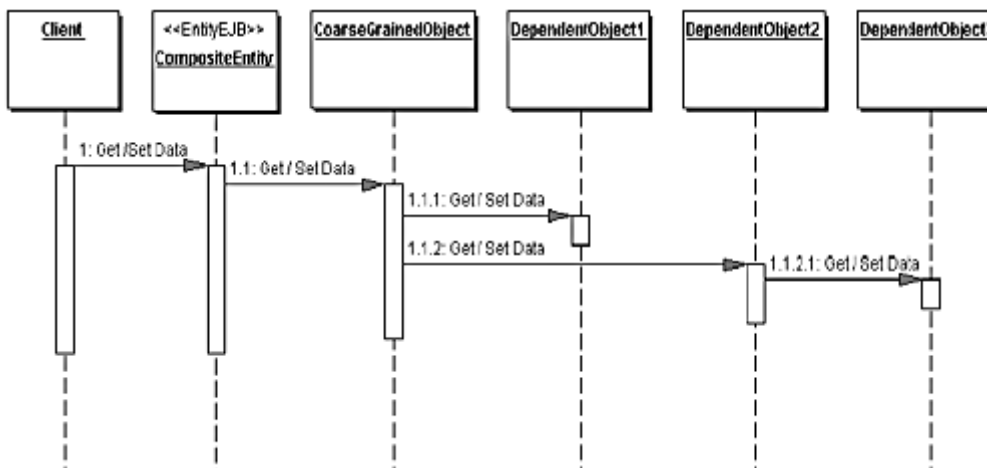 Client
<<EntityEJB>>
CompositeEntity
CoarseGrainedObject
DependentObject1
DependentObject2
1: Get /Set Data
1.1: Get / Set Data
1.1.1: Get / Set Data
1.1.2: Get / Set Data
1.1.2.1: Get / Set Data